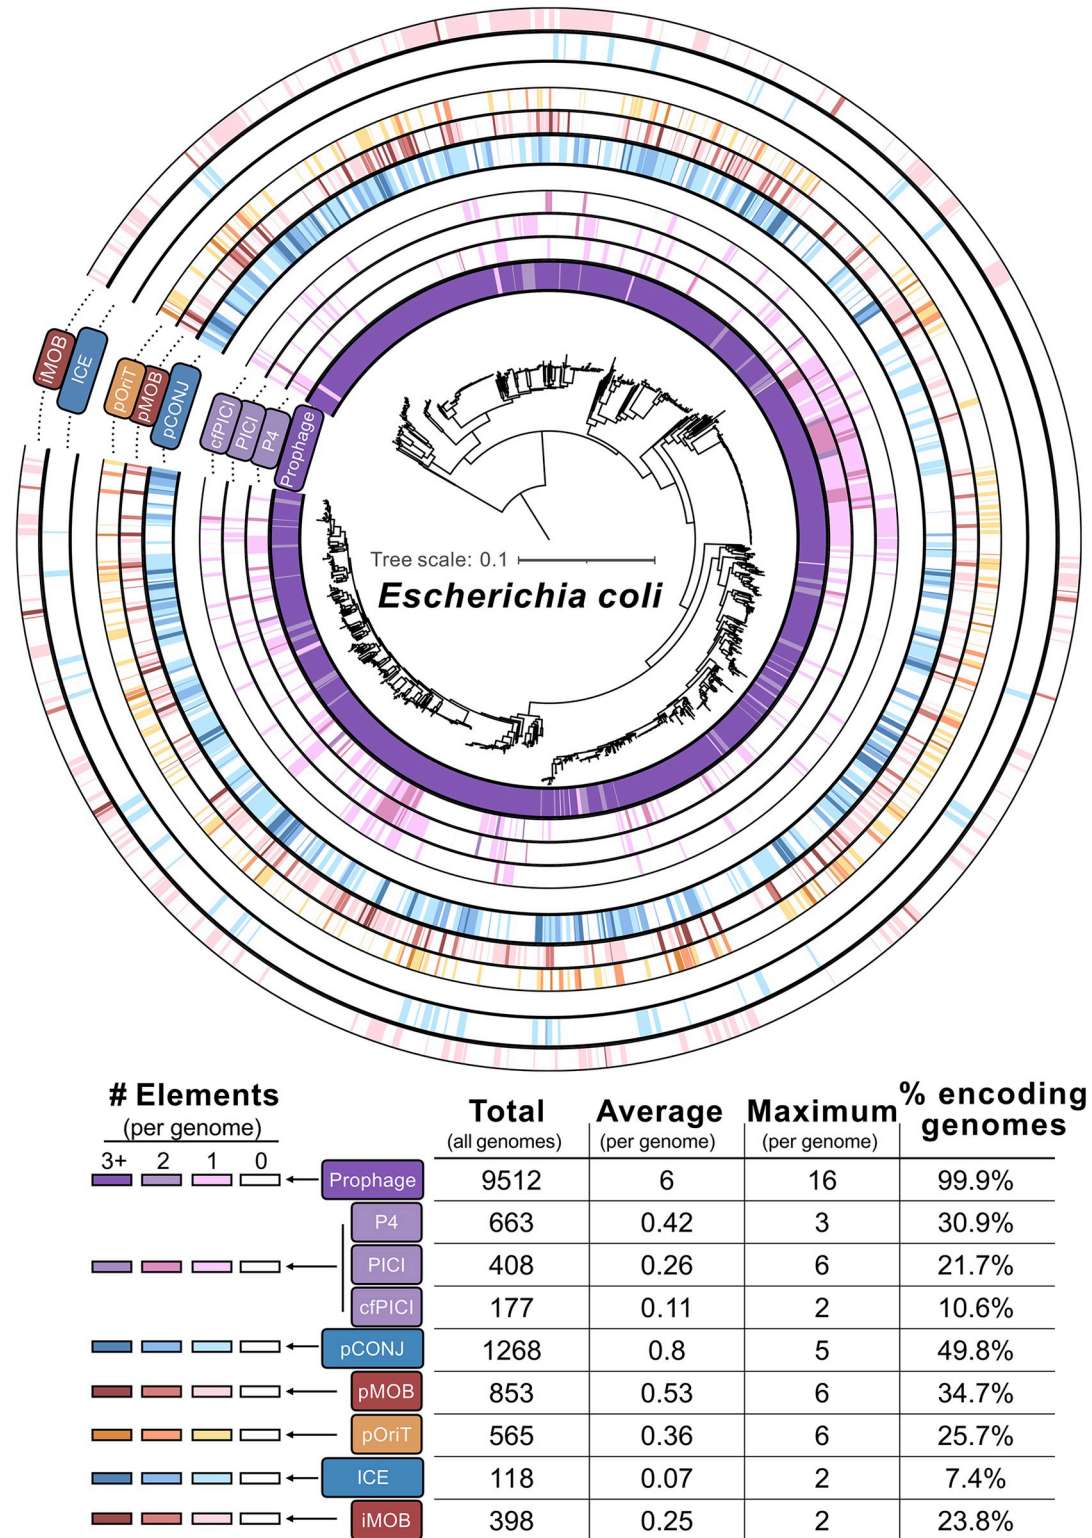 iMOB
ICE
pOriT
pMOB
pCONJ
cfPICI
PICI
P4
Prophage
Tree scale: 0.1
Escherichia coli
# Elements
(per genome)
3+ 2 1 0
Total
(all genomes)
Average
(per genome)
Maximum
(per genome)
% encoding
genomes
Prophage 9512 6 16 99.9%
P4 663 0.42 3 30.9%
PICI 408 0.26 6 21.7%
cfPICI 177 0.11 2 10.6%
pCONJ 1268 0.8 5 49.8%
pMOB 853 0.53 6 34.7%
pOriT 565 0.36 6 25.7%
ICE 118 0.07 2 7.4%
iMOB 398 0.25 2 23.8%